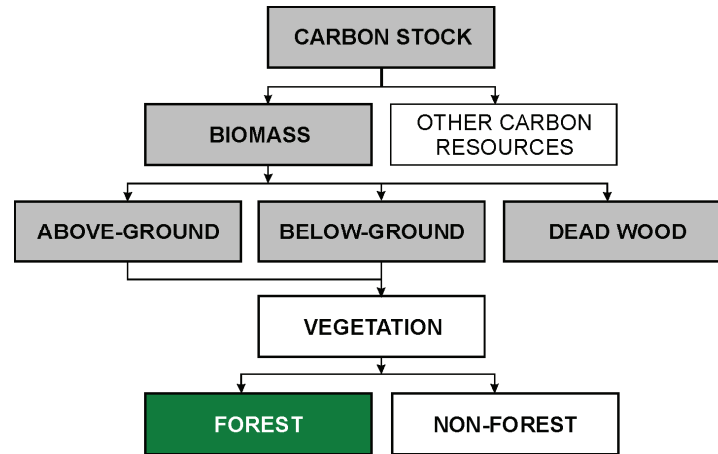 CARBON STOCK
BIOMASS
OTHER CARBON
RESOURCES
ABOVE-GROUND
BELOW-GROUND
DEAD WOOD
VEGETATION
FOREST
NON-FOREST